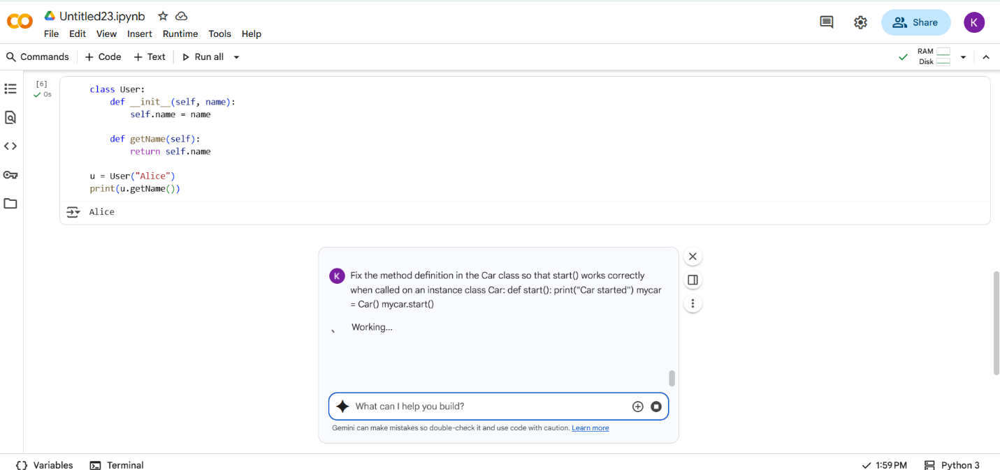 Untitled23.ipynb
File Edit View Insert Runtime Tools Help
Share
K
Commands + Code + Text Run all
RAM
Disk
[6]
0s
class User:
    def __init__(self, name):
        self.name = name
    def getName(self):
        return self.name
u = User("Alice")
print(u.getName())
Alice
K
Fix the method definition in the Car class so that start() works correctly
when called on an instance class Car: def start(): print("Car started") mycar
= Car() mycar.start()
Working...
What can I help you build?
Gemini can make mistakes so double-check it and use code with caution. Learn more
{} Variables Terminal
1:59 PM Python 3